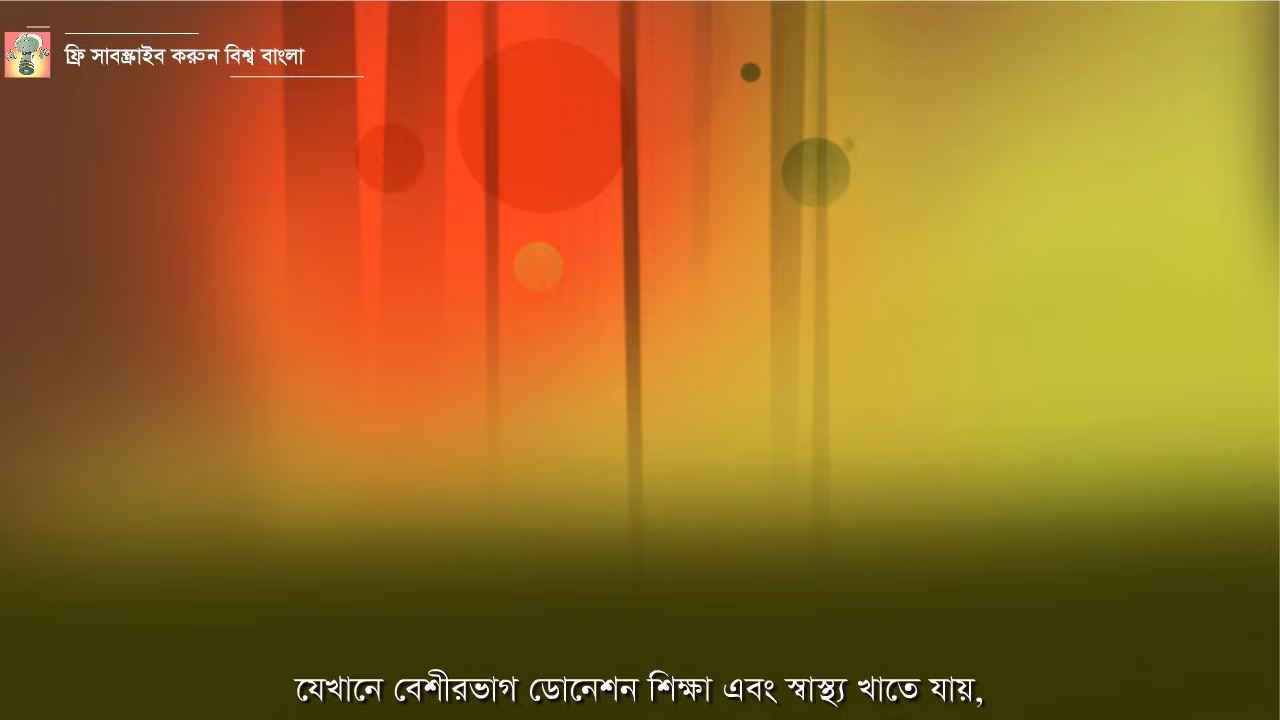 ফ্রি সাবস্ক্রাইব করুন বিশ্ব বাংলা
যেখানে বেশীরভাগ ডোনেশন শিক্ষা এবং স্বাস্থ্য খাতে যায়,